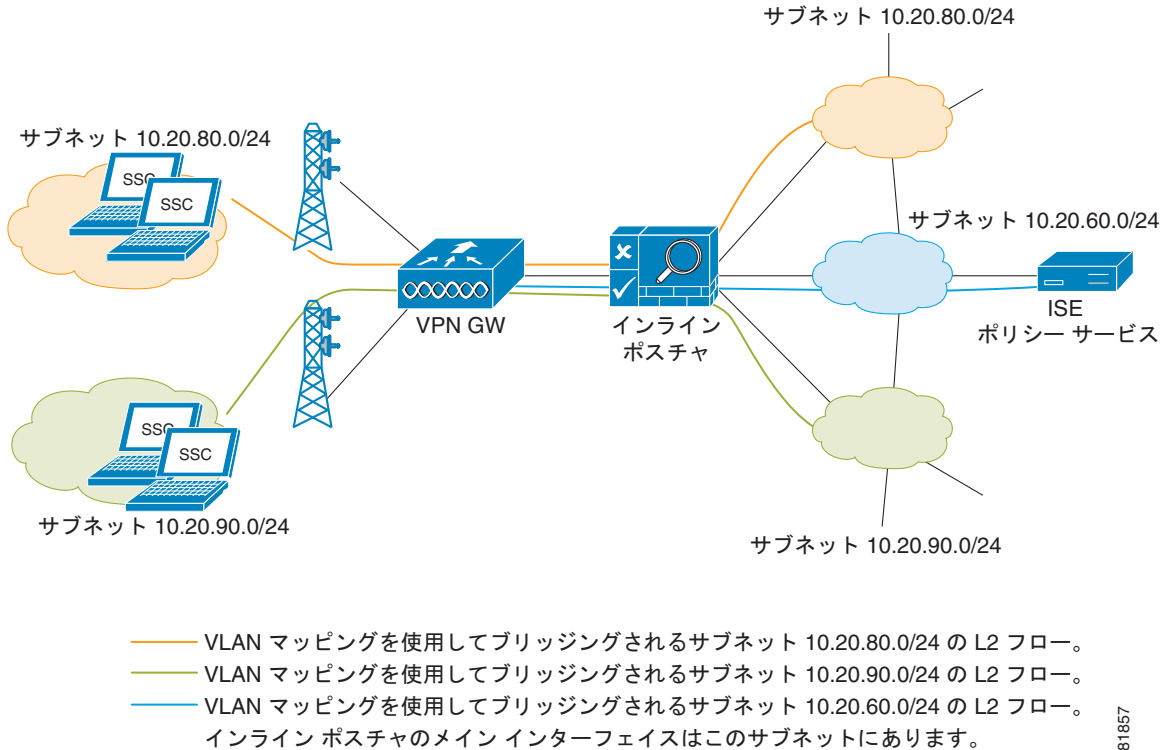 サブネット 10.20.80.0/24
サブネット 10.20.80.0/24
SSC
SSC
サブネット 10.20.60.0/24
VPN GW
インライン
ポスチャ
ISE
ポリシー サービス
SSC
SSC
サブネット 10.20.90.0/24
サブネット 10.20.90.0/24
VLAN マッピングを使用してブリッジングされるサブネット 10.20.80.0/24 の L2 フロー。
VLAN マッピングを使用してブリッジングされるサブネット 10.20.90.0/24 の L2 フロー。
VLAN マッピングを使用してブリッジングされるサブネット 10.20.60.0/24 の L2 フロー。
インライン ポスチャのメイン インターフェイスはこのサブネットにあります。
81857